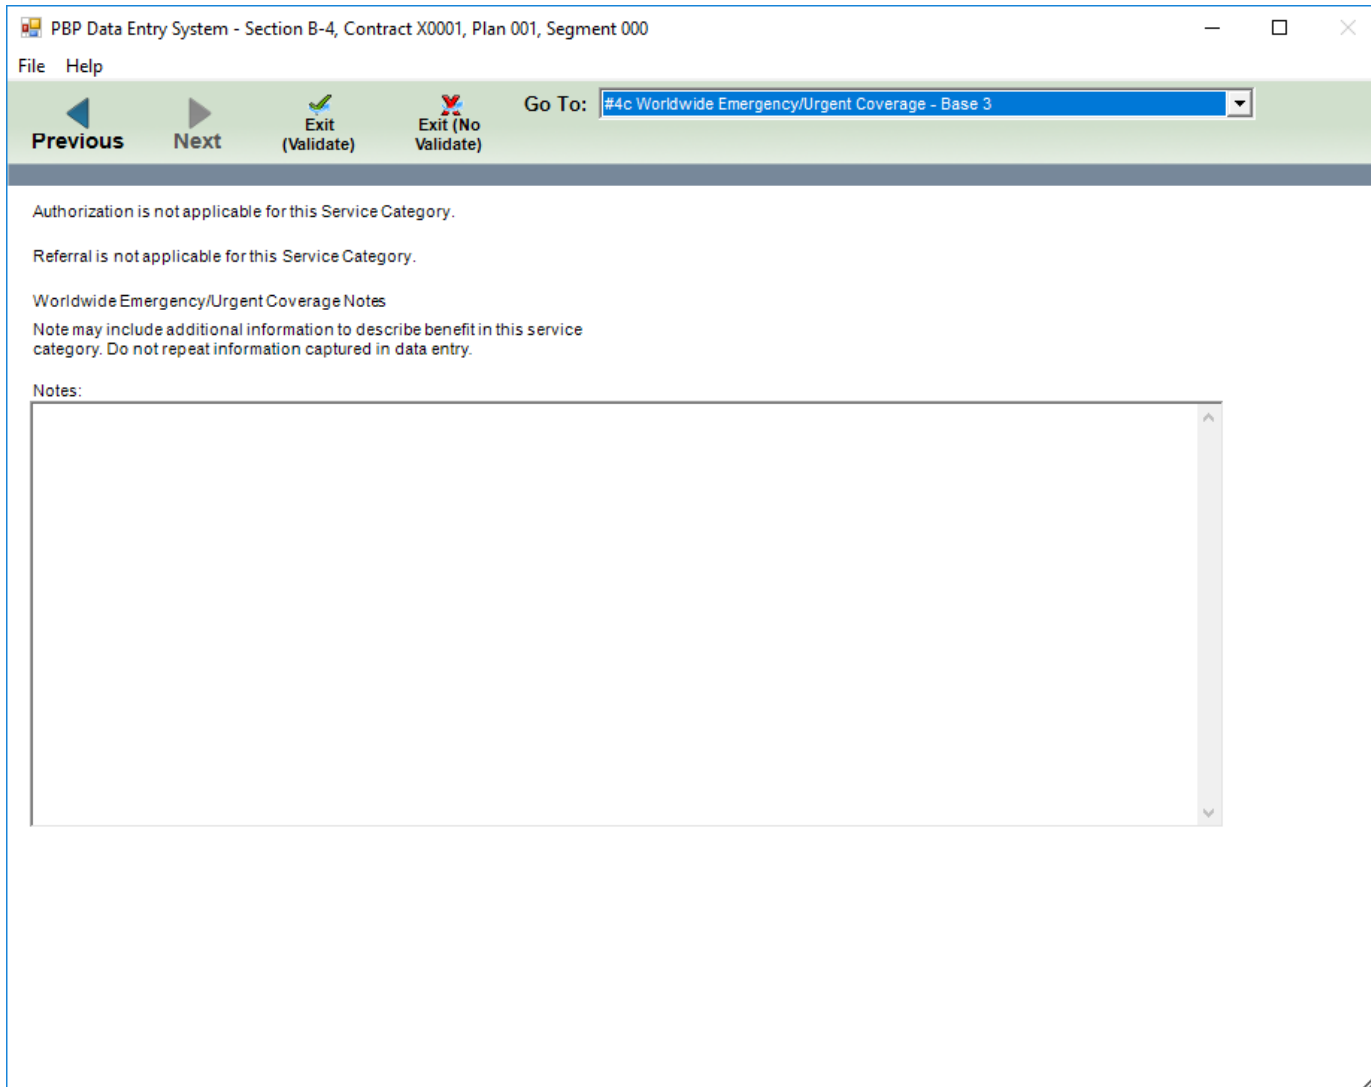 PBP Data Entry System - Section B-4, Contract X0001, Plan 001, Segment 000
File Help
Previous
Next
Exit
(Validate)
Exit (No
Validate)
Go To: #4c Worldwide Emergency/Urgent Coverage - Base 3
Authorization is not applicable for this Service Category.
Referral is not applicable for this Service Category.
Worldwide Emergency/Urgent Coverage Notes
Note may include additional information to describe benefit in this service
category. Do not repeat information captured in data entry.
Notes: